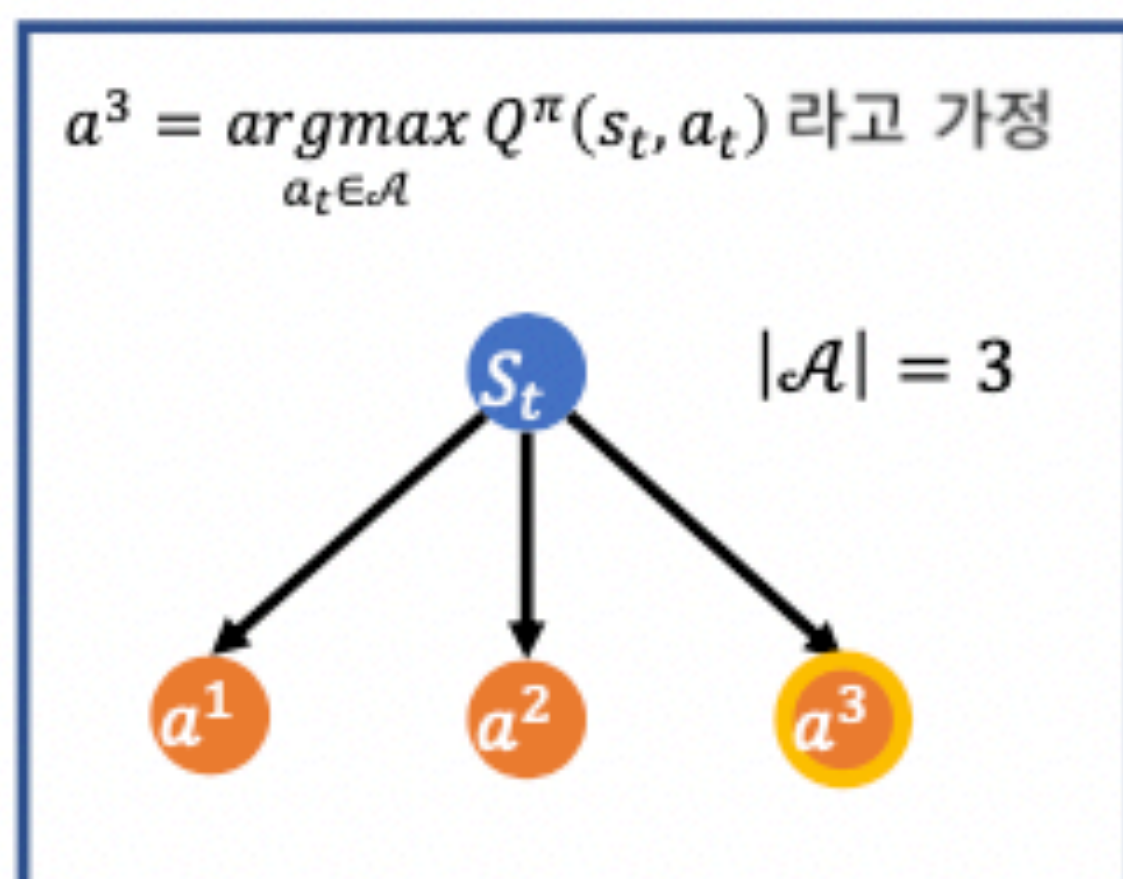 a³ = argmax Q^π(s_t, a_t) 라고 가정
a_t∈𝒜
S_t
|𝒜| = 3
a¹ a² a³